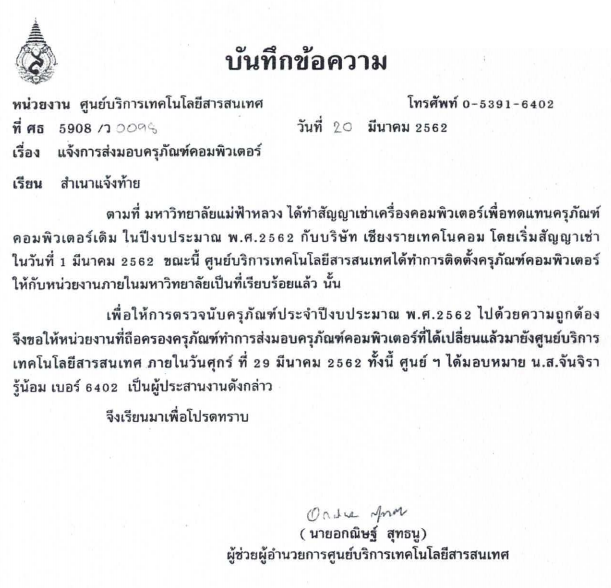 บันทึกข้อความ
หน่วยงาน ศูนย์บริการเทคโนโลยีสารสนเทศ โทรศัพท์ 0-5391-6402
ที่ ศธ 5908 /ว 0098 วันที่ 20 มีนาคม 2562
เรื่อง แจ้งการส่งมอบครุภัณฑ์คอมพิวเตอร์
เรียน สำเนาแจ้งท้าย
ตามที่ มหาวิทยาลัยแม่ฟ้าหลวง ได้ทำสัญญาเช่าเครื่องคอมพิวเตอร์เพื่อทดแทนครุภัณฑ์
คอมพิวเตอร์เดิม ในปีงบประมาณ พ.ศ.2562 กับบริษัท เชียงรายเทคโนคอม โดยเริ่มสัญญาเช่า
ในวันที่ 1 มีนาคม 2562 ขณะนี้ ศูนย์บริการเทคโนโลยีสารสนเทศได้ทำการติดตั้งครุภัณฑ์คอมพิวเตอร์
ให้กับหน่วยงานภายในมหาวิทยาลัยเป็นที่เรียบร้อยแล้ว นั้น
เพื่อให้การตรวจนับครุภัณฑ์ประจำปีงบประมาณ พ.ศ.2562 ไปด้วยความถูกต้อง
จึงขอให้หน่วยงานที่ถือครองครุภัณฑ์ทำการส่งมอบครุภัณฑ์คอมพิวเตอร์ที่ได้เปลี่ยนแล้วมายังศูนย์บริการ
เทคโนโลยีสารสนเทศ ภายในวันศุกร์ ที่ 29 มีนาคม 2562 ทั้งนี้ ศูนย์ ฯ ได้มอบหมาย น.ส.จันจิรา
รู้น้อม เบอร์ 6402 เป็นผู้ประสานงานดังกล่าว
จึงเรียนมาเพื่อโปรดทราบ
(นายอกณิษฐ์ สุทธนู)
ผู้ช่วยผู้อำนวยการศูนย์บริการเทคโนโลยีสารสนเทศ